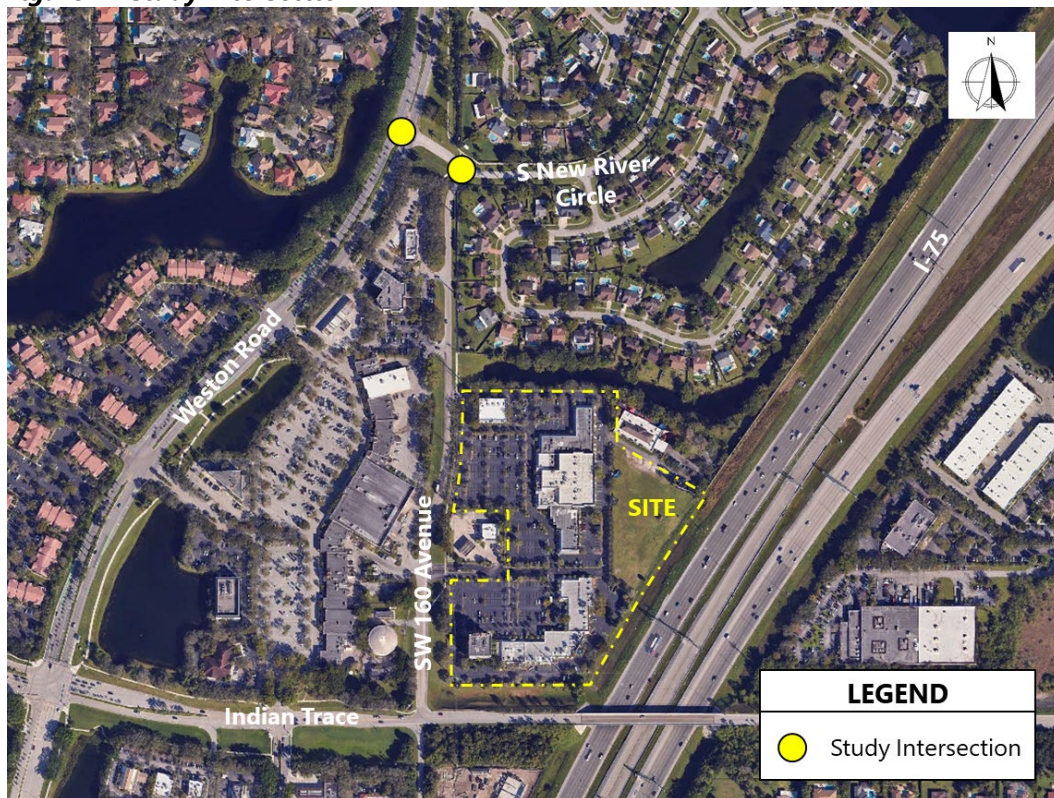 N
S New River
Circle
I-75
Weston Road
SITE
SW 160 Avenue
Indian Trace
LEGEND
Study Intersection